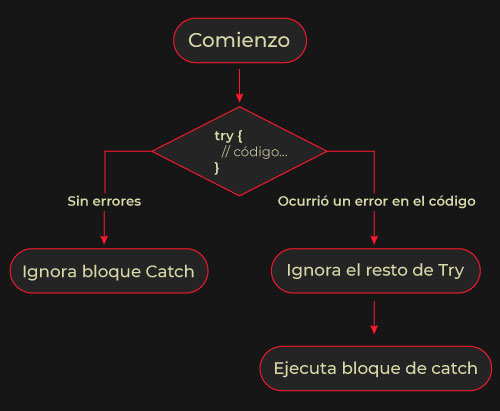 Comienzo
try {
// código...
}
Sin errores
Ocurrió un error en el código
Ignora bloque Catch
Ignora el resto de Try
Ejecuta bloque de catch